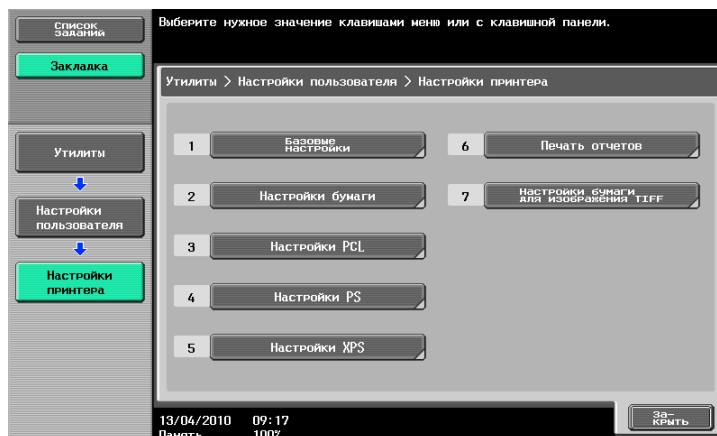 Список
заданий
Выберите нужное значение клавишами меню или с клавишной панели.
Закладка
Утилиты > Настройки пользователя > Настройки принтера
1 Базовые
настройки
6 Печать отчетов
Утилиты
2 Настройки бумаги
7 Настройки бумаги
для изображения TIFF
Настройки
пользователя
3 Настройки PCL
Настройки
принтера
4 Настройки PS
5 Настройки XPS
13/04/2010 09:17
Память 100%
За-
крыть